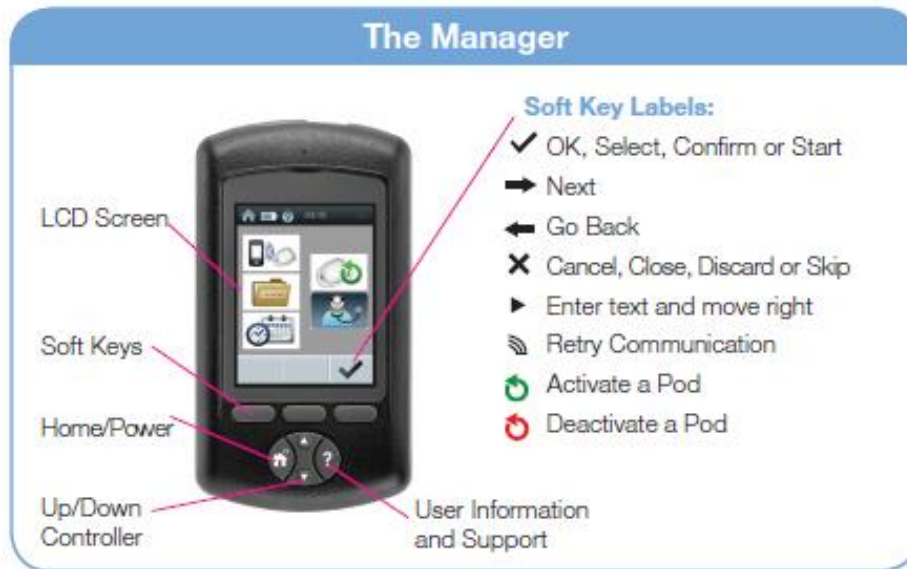 The Manager
Soft Key Labels:
OK, Select, Confirm or Start
Next
Go Back
Cancel, Close, Discard or Skip
Enter text and move right
Retry Communication
Activate a Pod
Deactivate a Pod
LCD Screen
Soft Keys
Home/Power
Up/Down
Controller
?
User Information
and Support